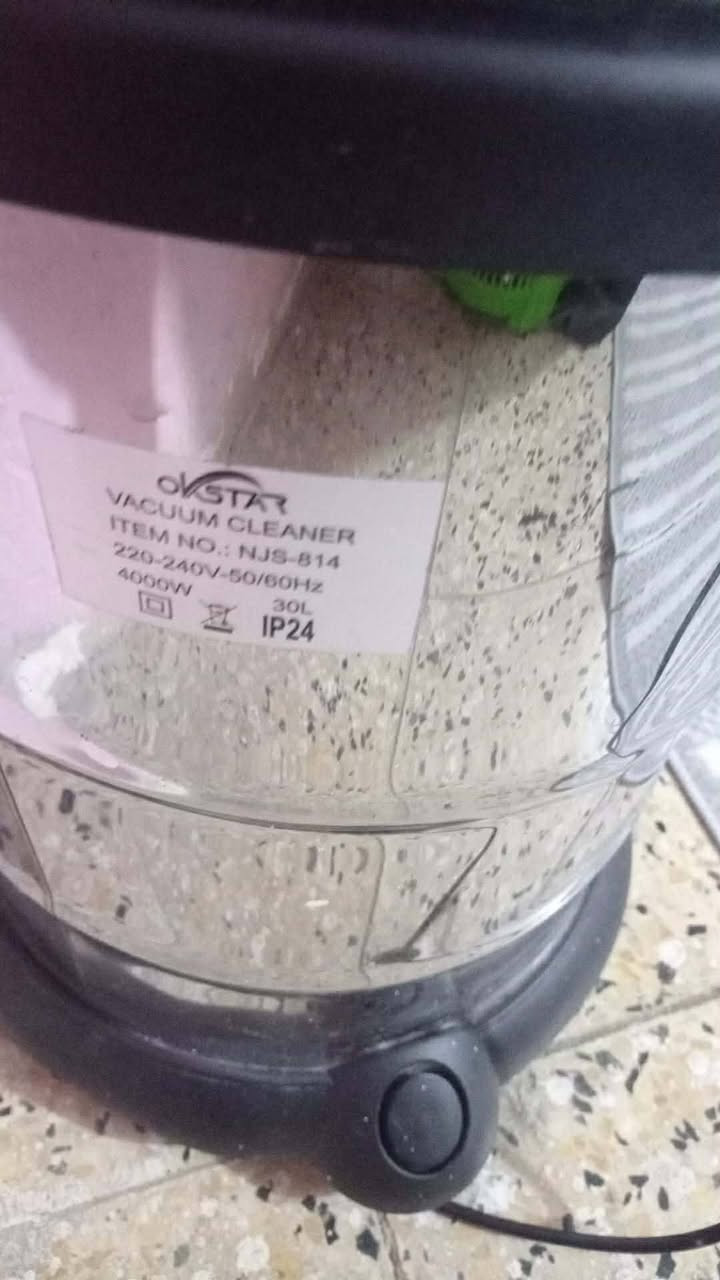 OKSTAR
VACUUM CLEANER
ITEM NO.: NJS-814
220-240V-50/60Hz
4000W 30L
IP24